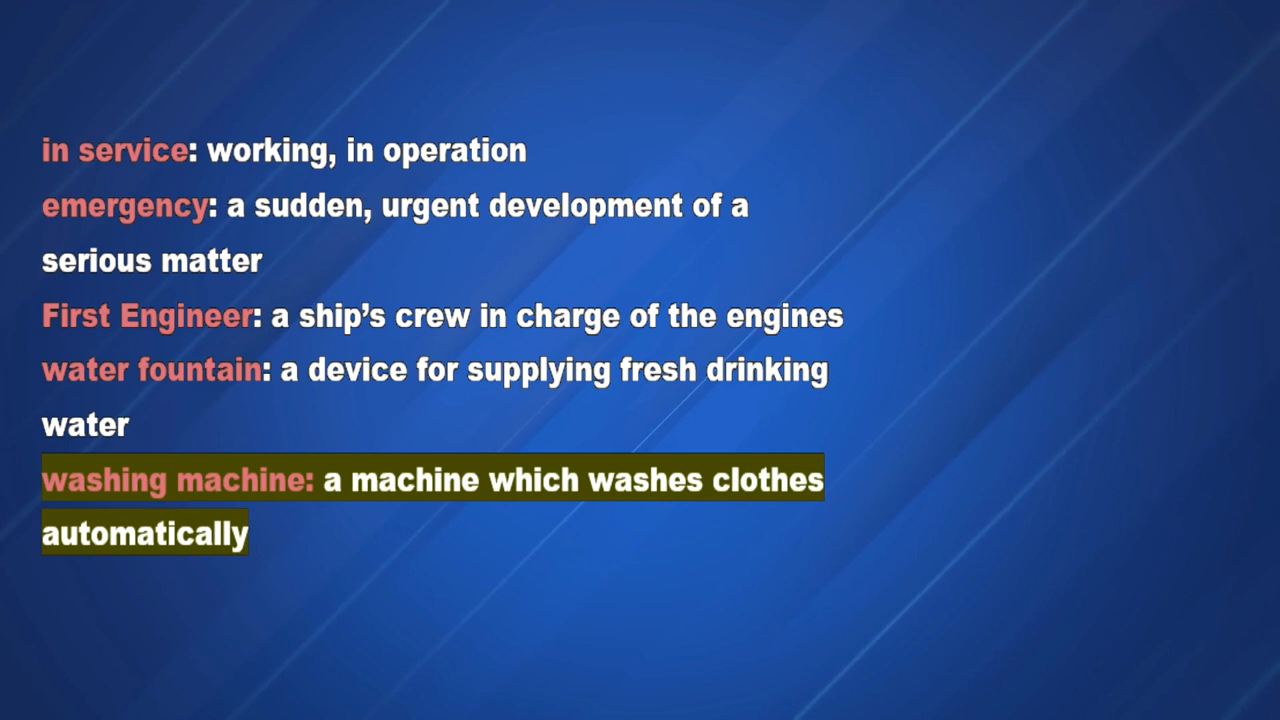 in service: working, in operation
emergency: a sudden, urgent development of a
serious matter
First Engineer: a ship’s crew in charge of the engines
water fountain: a device for supplying fresh drinking
water
washing machine: a machine which washes clothes
automatically